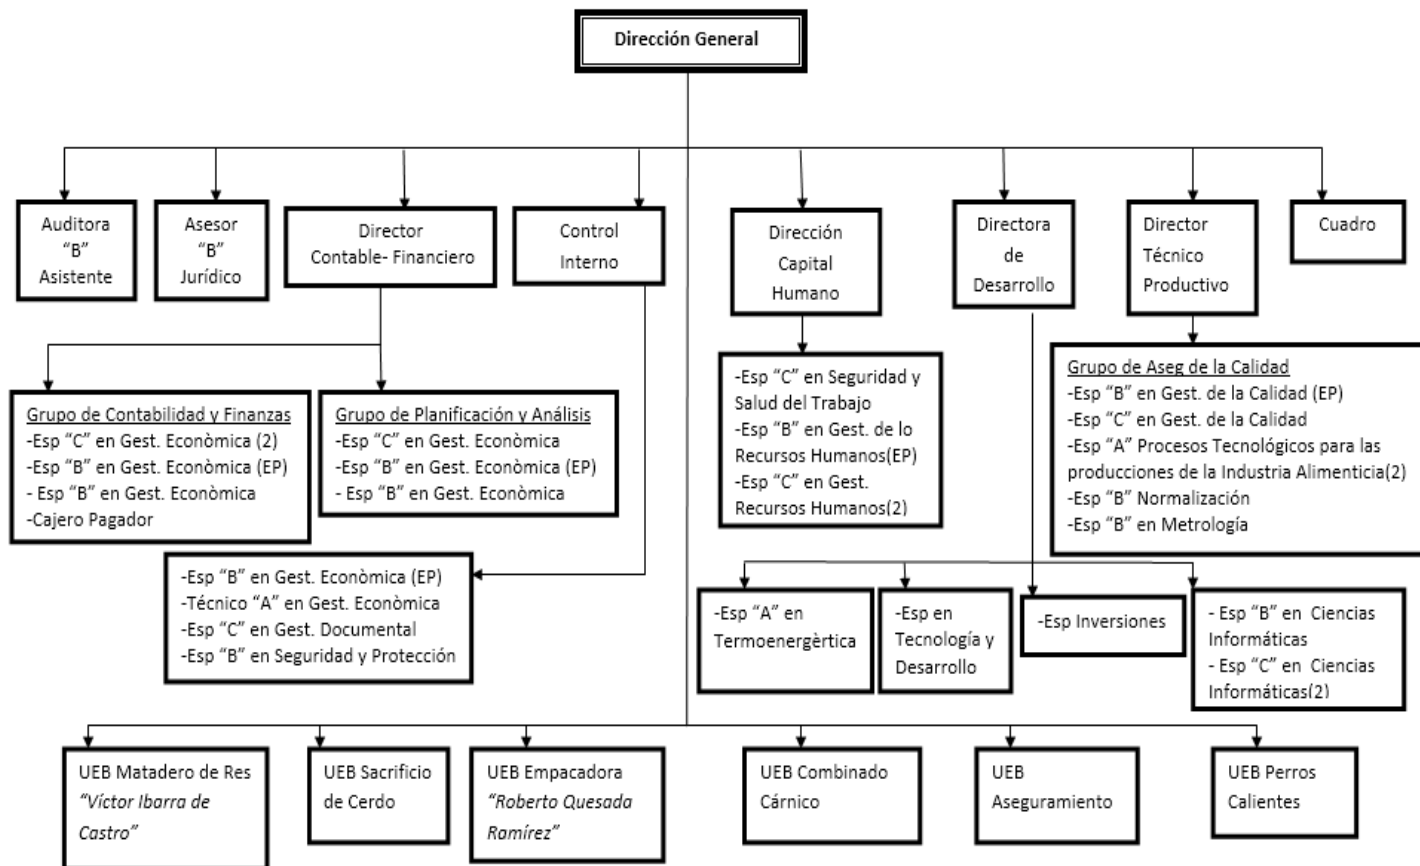 Dirección General
Auditora
“B”
Asistente
Asesor
“B”
Jurídico
Director
Contable- Financiero
Control
Interno
Dirección
Capital
Humano
Directora
de
Desarrollo
Director
Técnico
Productivo
Cuadro
Grupo de Contabilidad y Finanzas
-Esp “C” en Gest. Econòmica (2)
-Esp “B” en Gest. Econòmica (EP)
- Esp “B” en Gest. Econòmica
-Cajero Pagador
Grupo de Planificación y Análisis
-Esp “C” en Gest. Econòmica
-Esp “B” en Gest. Econòmica (EP)
- Esp “B” en Gest. Econòmica
-Esp “C” en Seguridad y
Salud del Trabajo
-Esp “B” en Gest. de lo
Recursos Humanos(EP)
-Esp “C” en Gest.
Recursos Humanos(2)
Grupo de Aseg de la Calidad
-Esp “B” en Gest. de la Calidad (EP)
-Esp “C” en Gest. de la Calidad
-Esp “A” Procesos Tecnológicos para las
producciones de la Industria Alimenticia(2)
-Esp “B” Normalización
-Esp “B” en Metrología
-Esp “B” en Gest. Econòmica (EP)
-Técnico “A” en Gest. Econòmica
-Esp “C” en Gest. Documental
-Esp “B” en Seguridad y Protección
-Esp “A” en
Termoenergèrtica
-Esp en
Tecnología y
Desarrollo
-Esp Inversiones
- Esp “B” en Ciencias
Informáticas
- Esp “C” en Ciencias
Informáticas(2)
UEB Matadero de Res
“Víctor Ibarra de
Castro”
UEB Sacrificio
de Cerdo
UEB Empacadora
“Roberto Quesada
Ramírez”
UEB Combinado
Cárnico
UEB
Aseguramiento
UEB Perros
Calientes